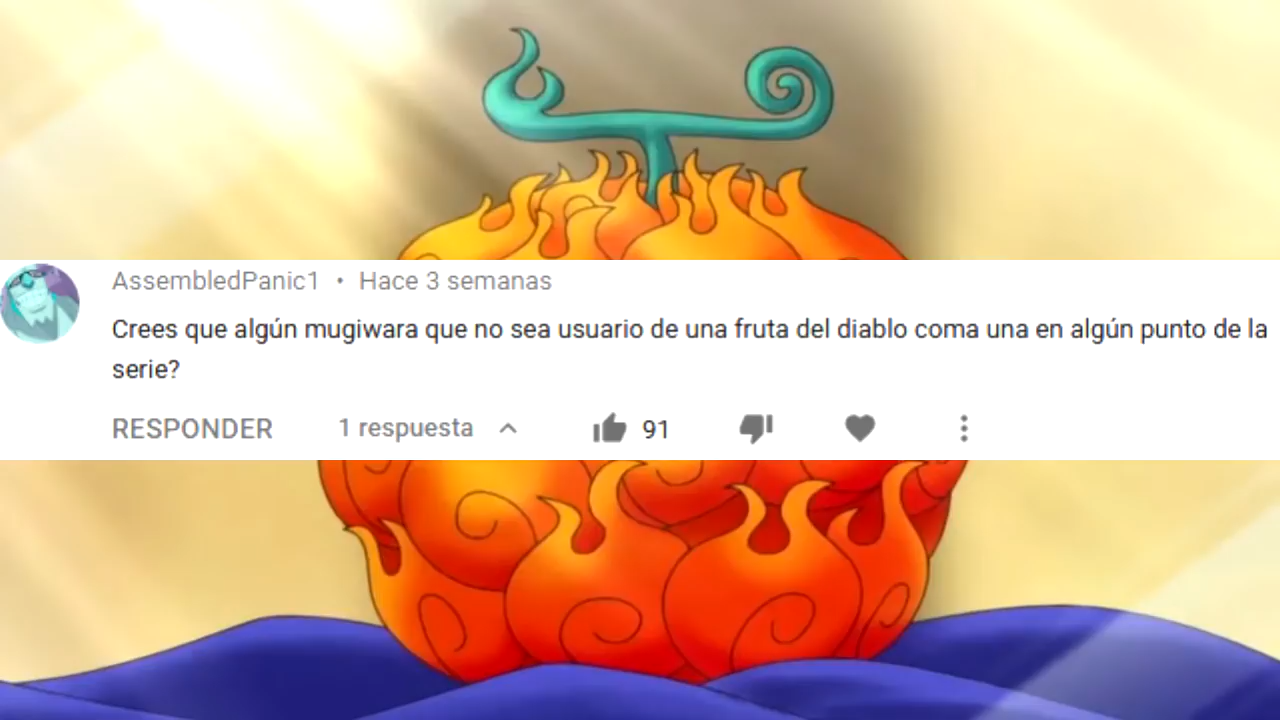 AssembledPanic1 • Hace 3 semanas
Crees que algún mugiwara que no sea usuario de una fruta del diablo coma una en algún punto de la
serie?
RESPONDER 1 respuesta 91